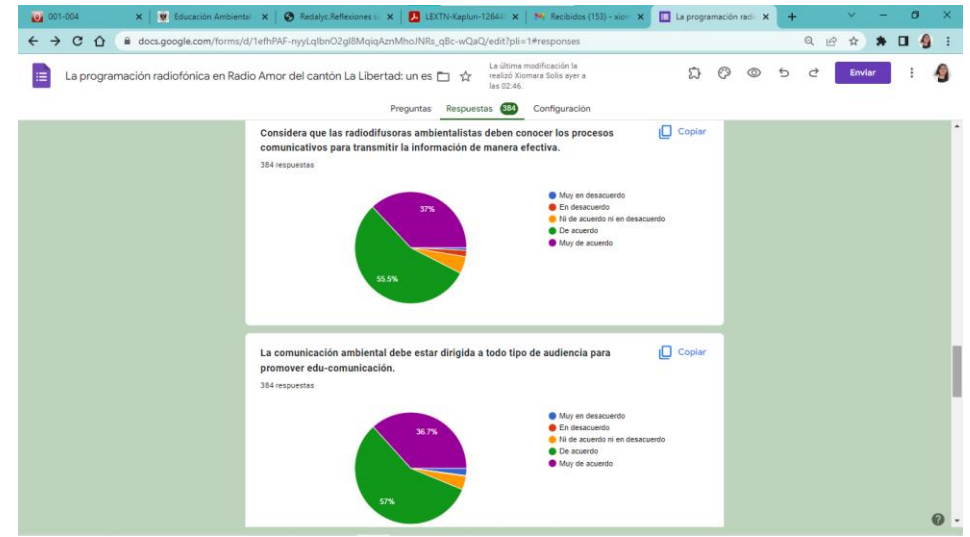 001-004
Educación Ambienta
Redalyc.Reflexiones s
LEXTN-Kaplun-12644
Recibidos (153) - xiom
La programación radi
docs.google.com/forms/d/1efhPAF-nyyLqlbnO2gl8MqiqAznMhoJNRs_qBc-wQaQ/edit?pli=1#responses
La programación radiofónica en Radio Amor del cantón La Libertad: un es
La última modificación la
realizó Xiomara Solis ayer a
las 02:46.
Enviar
Preguntas Respuestas 384 Configuración
Considera que las radiodifusoras ambientalistas deben conocer los procesos
comunicativos para transmitir la información de manera efectiva.
Copiar
384 respuestas
37%
55.5%
Muy en desacuerdo
En desacuerdo
Ni de acuerdo ni en desacuerdo
De acuerdo
Muy de acuerdo
La comunicación ambiental debe estar dirigida a todo tipo de audiencia para
promover edu-comunicación.
Copiar
384 respuestas
36.7%
57%
Muy en desacuerdo
En desacuerdo
Ni de acuerdo ni en desacuerdo
De acuerdo
Muy de acuerdo